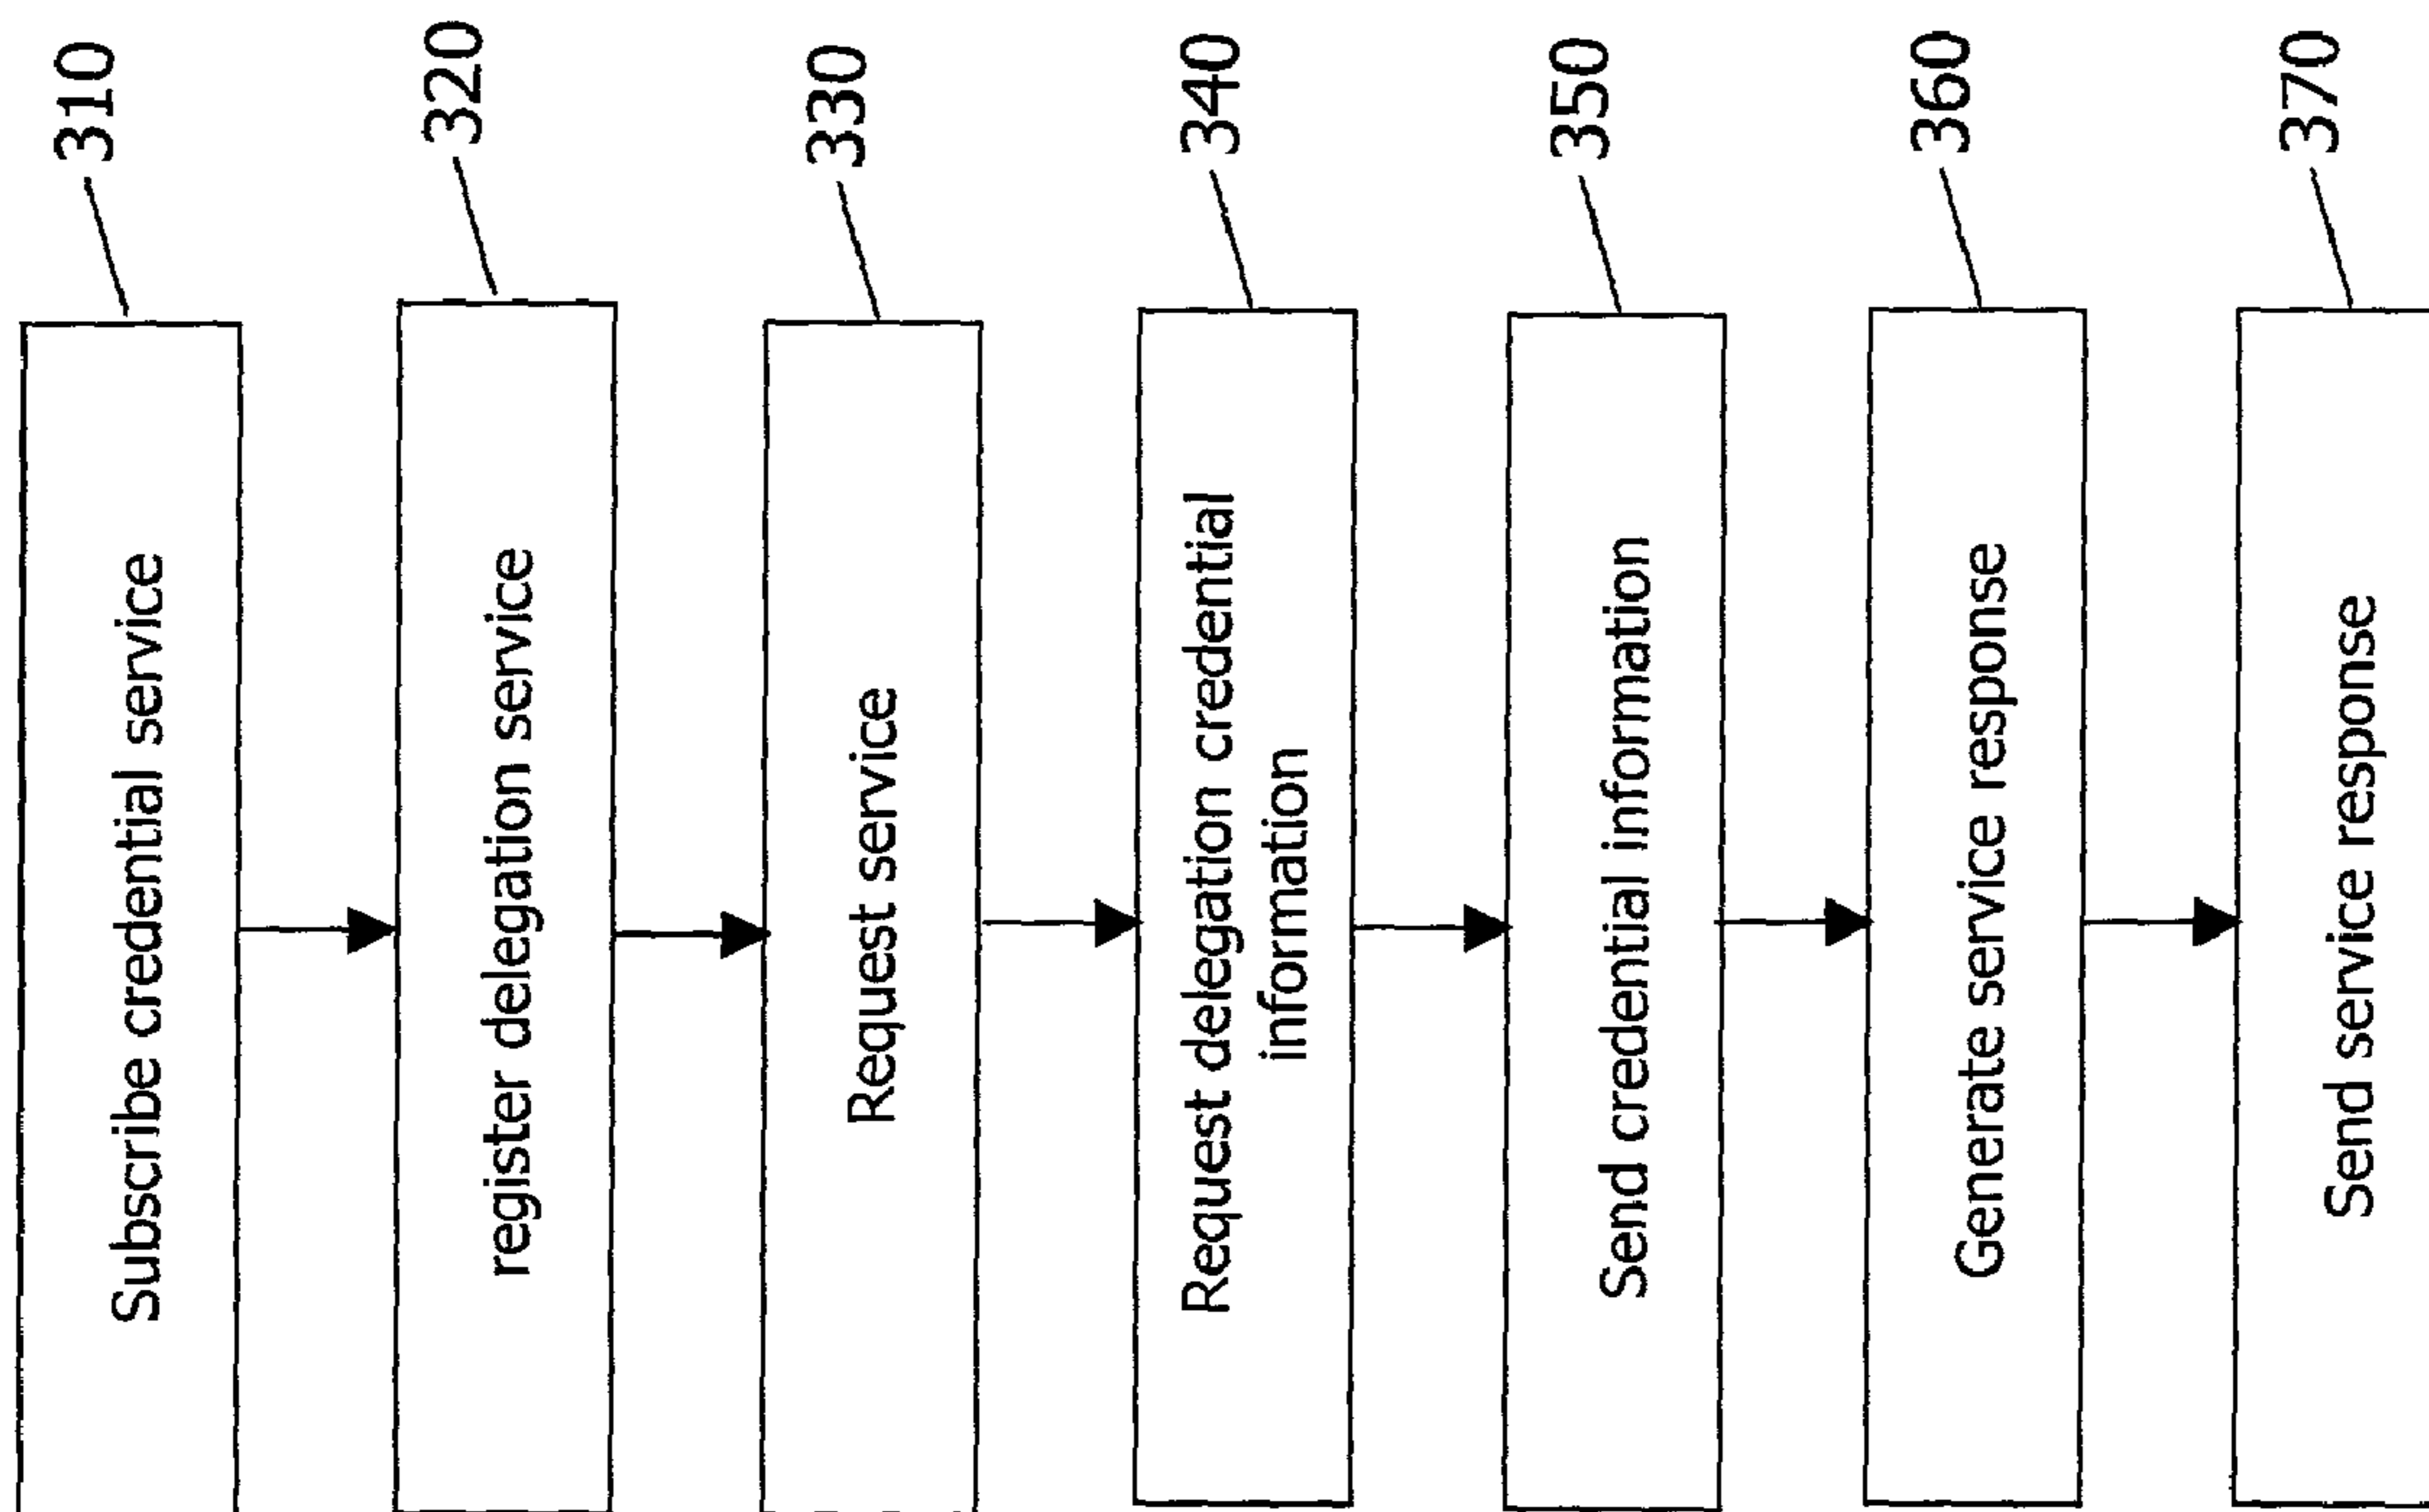 310
Subscribe credential service
320
register delegation service
330
Request service
340
Request delegation credential
information
350
Send credential information
360
Generate service response
370
Send service response